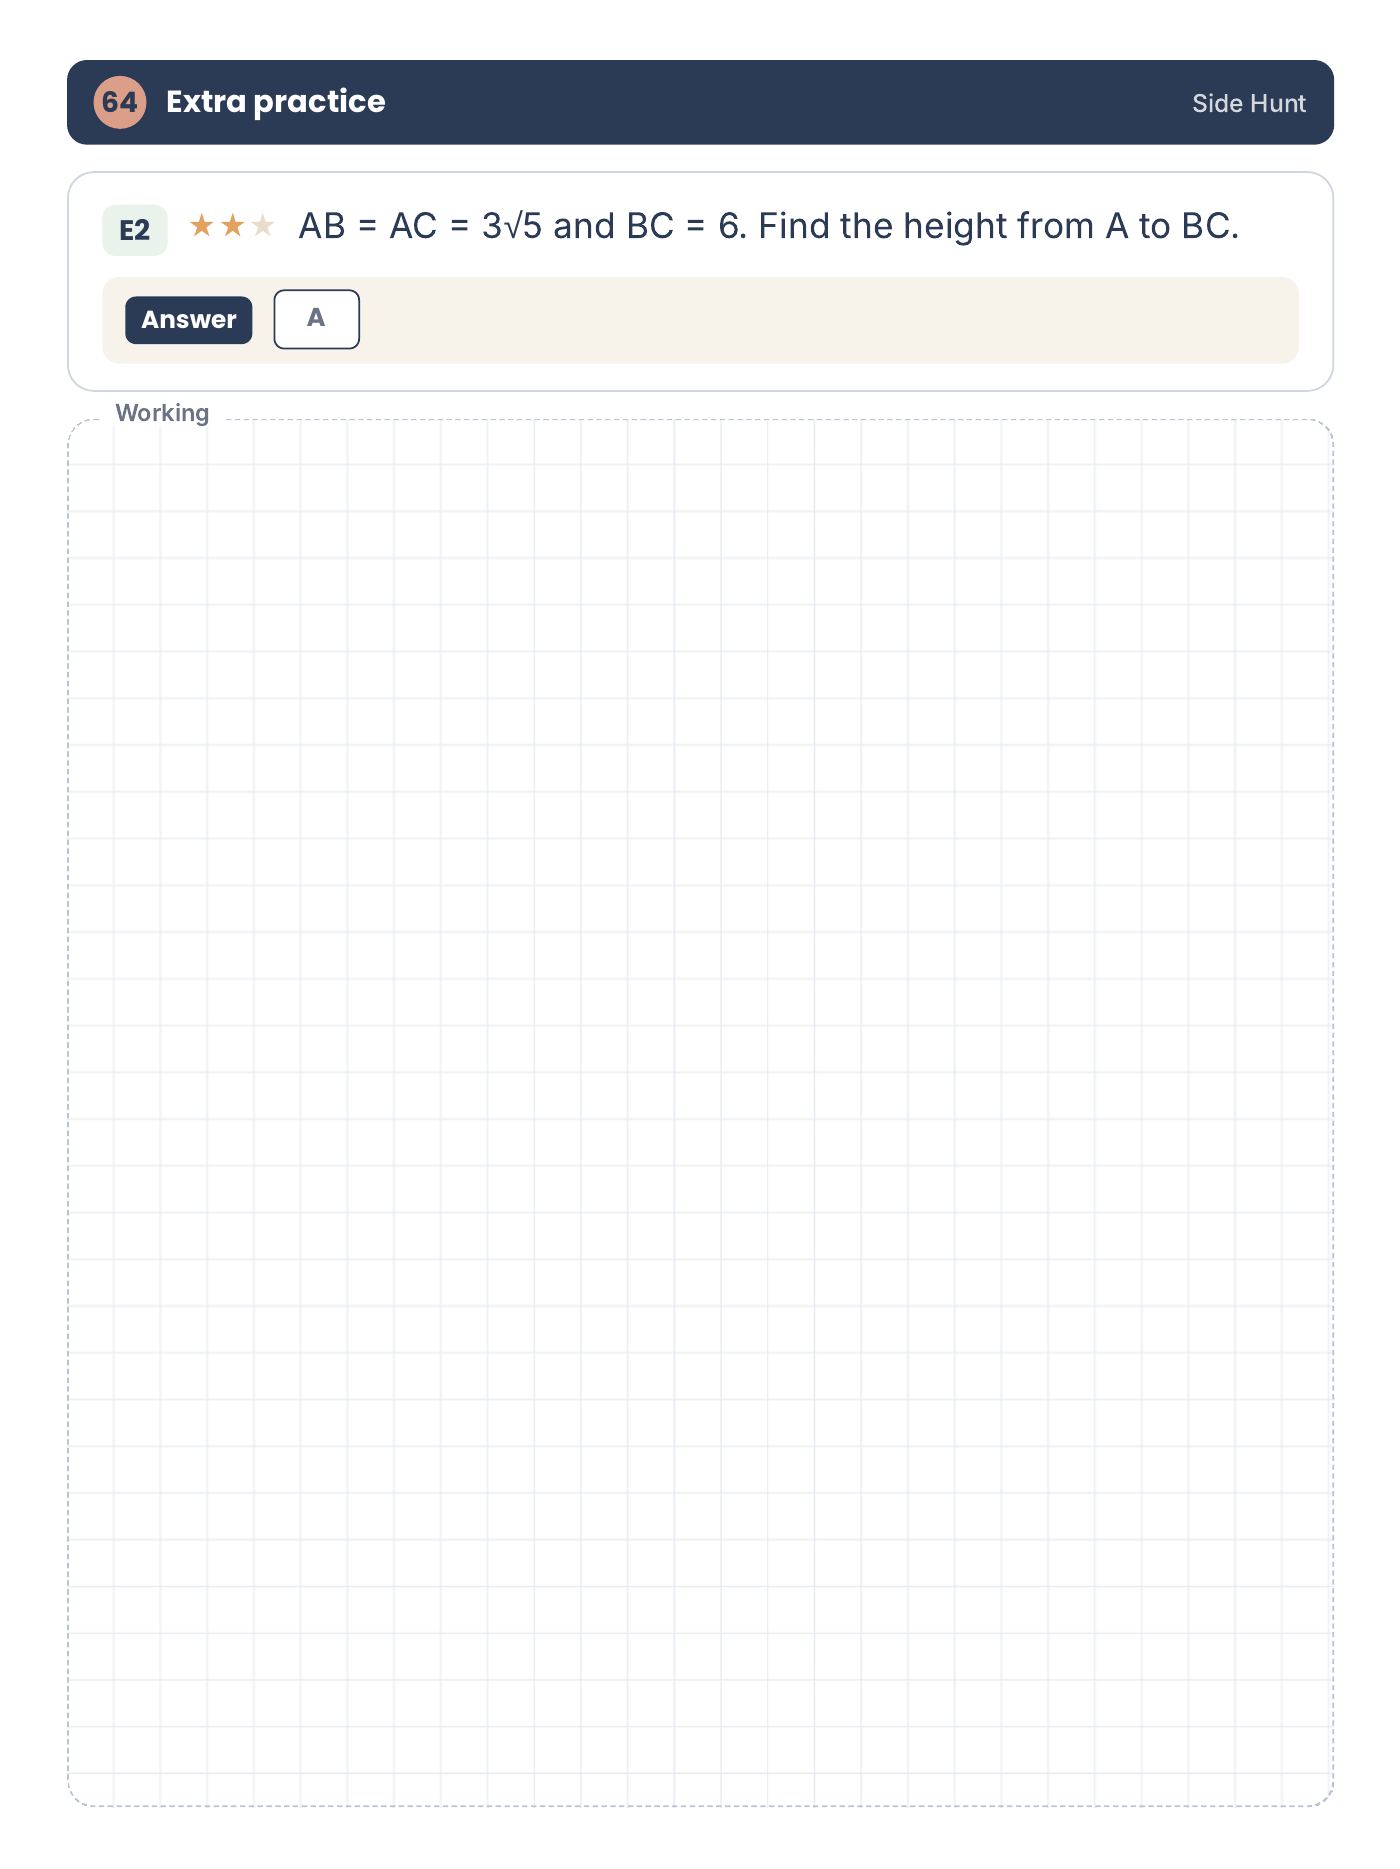 64 Extra practice Side Hunt
E2 ★★★ AB = AC = 3√5 and BC = 6. Find the height from A to BC.
Answer A
Working